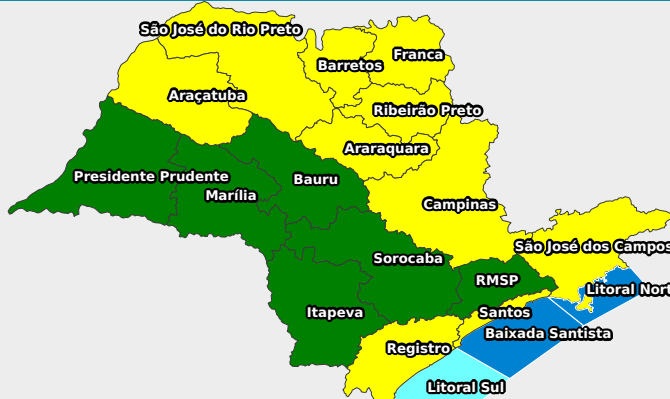 São José do Rio Preto
Franca
Barretos
Araçatuba
Ribeirão Preto
Araraquara
Presidente Prudente
Bauru
Marília
Campinas
São José dos Campos
Sorocaba
RMSP
Litoral Nort
Itapeva
Santos
Baixada Santista
Registro
Litoral Sul